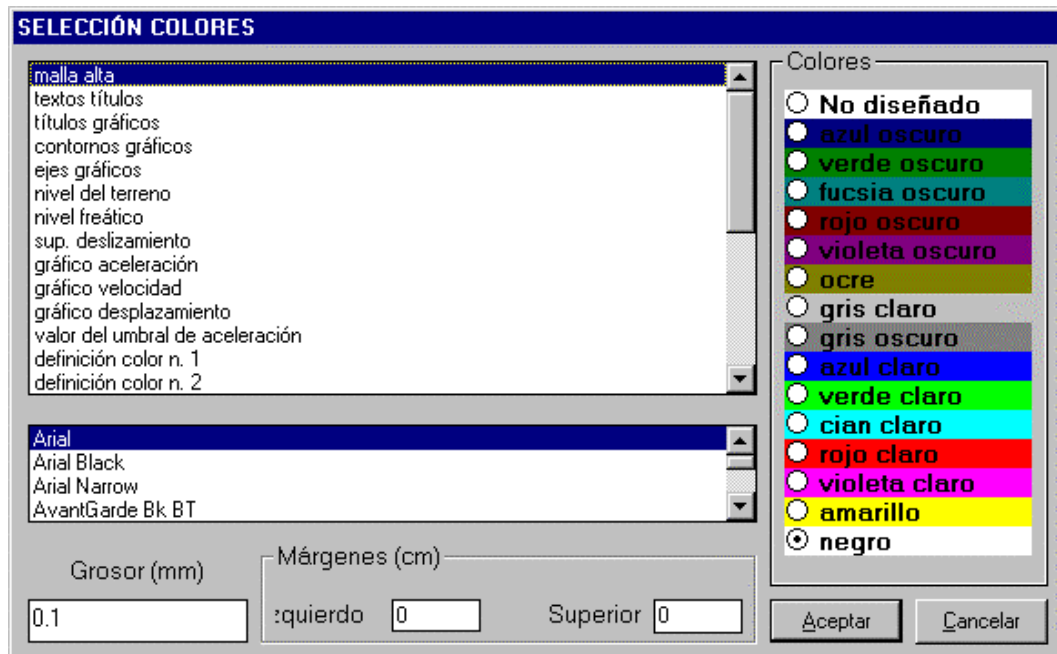 SELECCIÓN COLORES
malla alta
textos títulos
títulos gráficos
contornos gráficos
ejes gráficos
nivel del terreno
nivel freático
sup. deslizamiento
gráfico aceleración
gráfico velocidad
gráfico desplazamiento
valor del umbral de aceleración
definición color n. 1
definición color n. 2
Arial
Arial Black
Arial Narrow
AvantGarde Bk BT
Grosor (mm)
0.1
Márgenes (cm)
zquierdo 0 Superior 0
Colores
No diseñado
azul oscuro
verde oscuro
fucsia oscuro
rojo oscuro
violeta oscuro
ocre
gris claro
gris oscuro
azul claro
verde claro
cian claro
rojo claro
violeta claro
amarillo
negro
Aceptar Cancelar